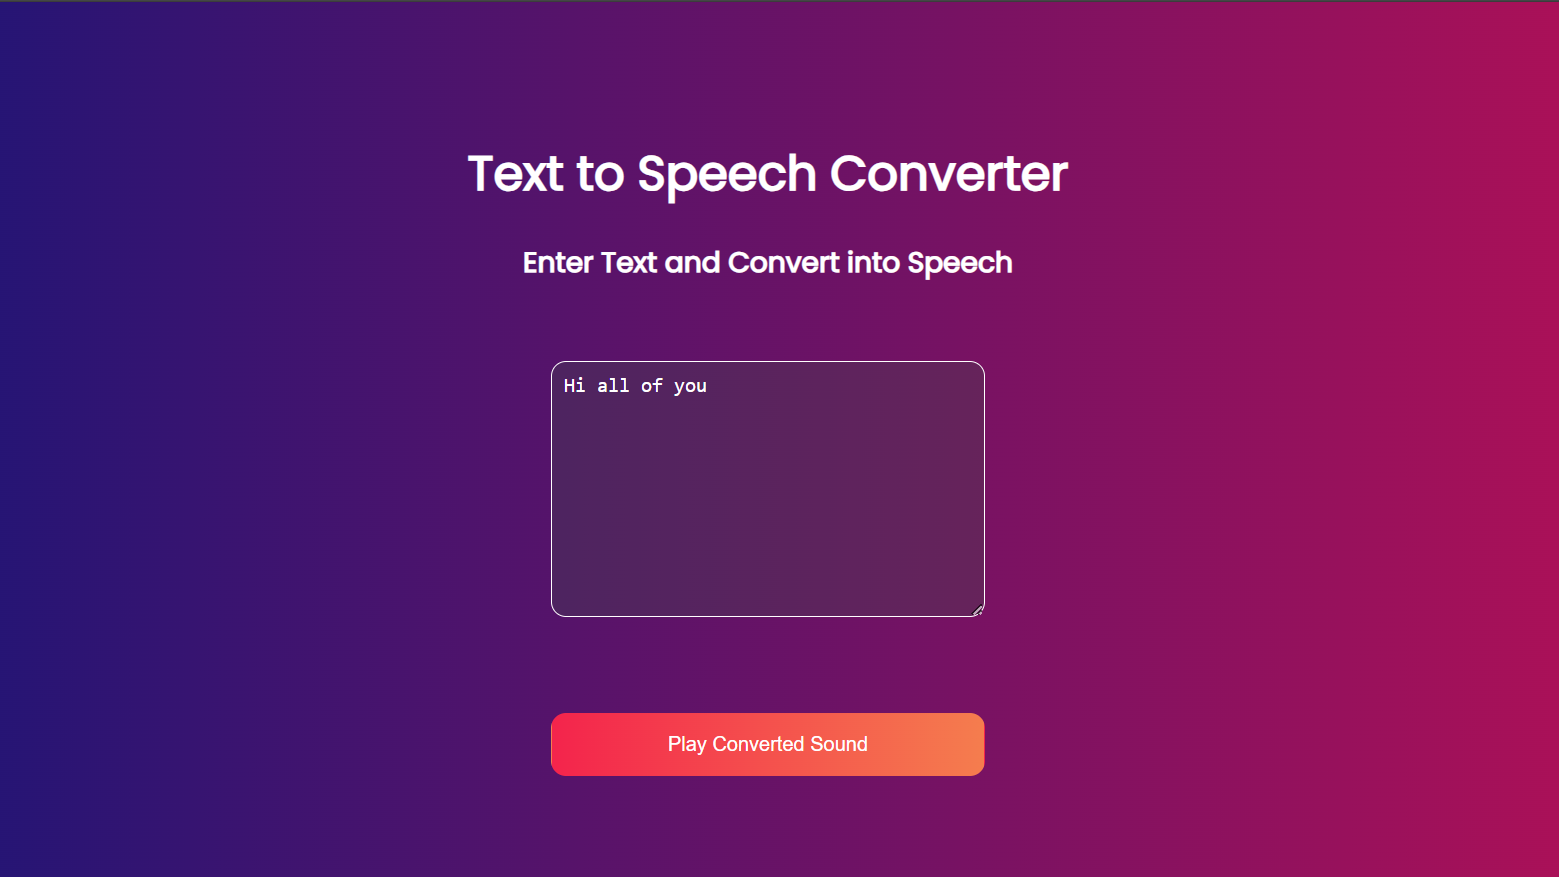 Text to Speech Converter
Enter Text and Convert into Speech
Hi all of you
Play Converted Sound